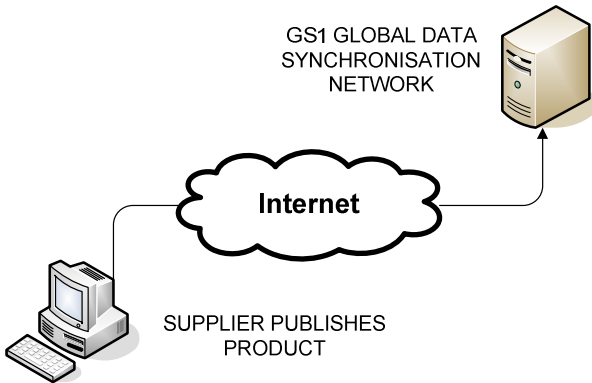 GS1 GLOBAL DATA
SYNCHRONISATION
NETWORK
Internet
SUPPLIER PUBLISHES
PRODUCT